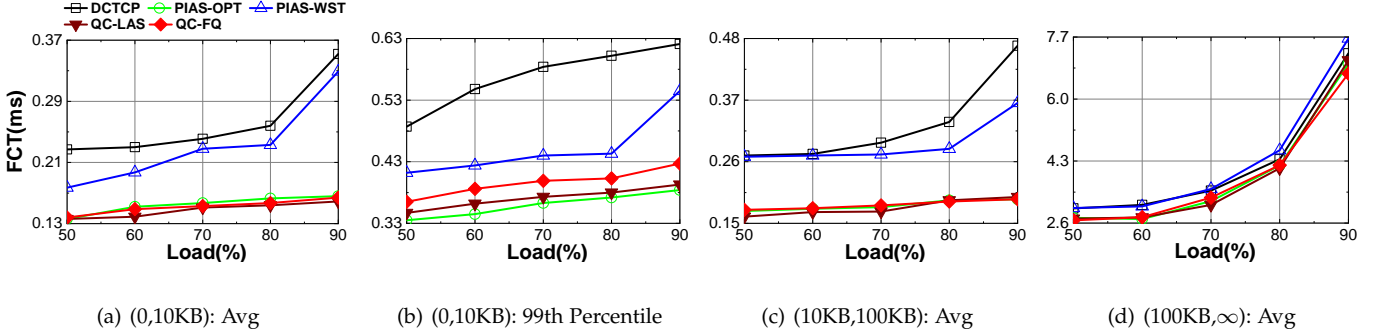 DCTCP PIAS-OPT PIAS-WST
QC-LAS QC-FQ
FCT(ms)
0.37
0.29
0.21
0.13
50 60 70 80 90
Load(%)
0.63
0.53
0.43
0.33
50 60 70 80 90
Load(%)
0.48
0.37
0.26
0.15
50 60 70 80 90
Load(%)
7.7
6.0
4.3
2.6
50 60 70 80 90
Load(%)
(a) (0,10KB): Avg
(b) (0,10KB): 99th Percentile
(c) (10KB,100KB): Avg
(d) (100KB,∞): Avg